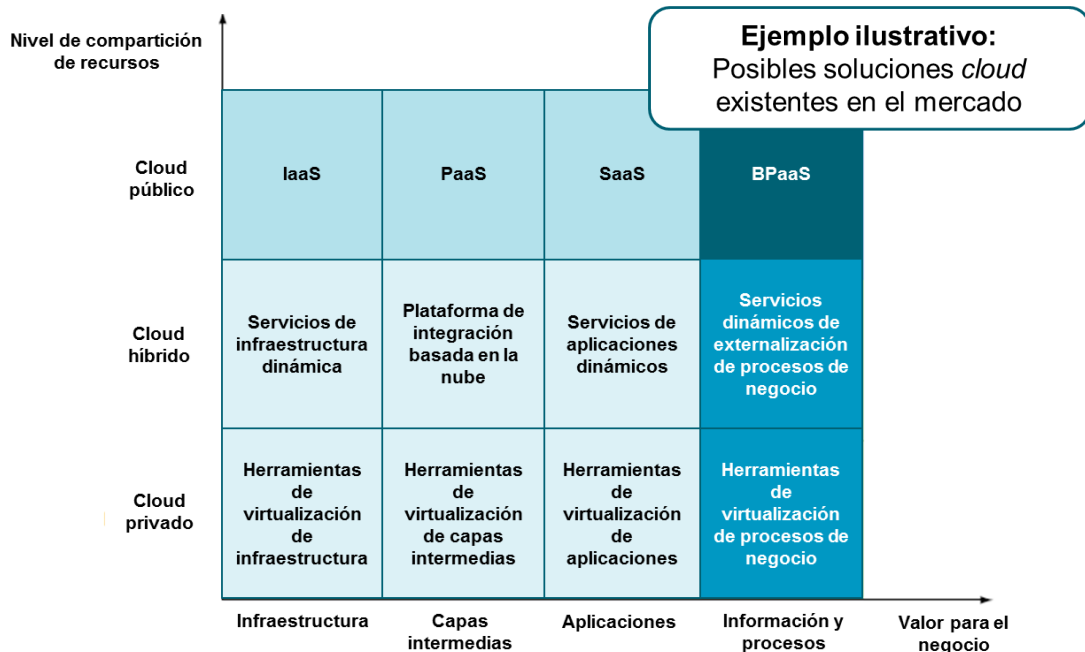 Nivel de compartición
de recursos
Ejemplo ilustrativo:
Posibles soluciones cloud
existentes en el mercado
Cloud
público
IaaS
PaaS
SaaS
BPaaS
Cloud
híbrido
Servicios de
infraestructura
dinámica
Plataforma de
integración
basada en la
nube
Servicios de
aplicaciones
dinámicos
Servicios
dinámicos de
externalización
de procesos de
negocio
Cloud
privado
Herramientas
de
virtualización
de
infraestructura
Herramientas
de
virtualización
de capas
intermedias
Herramientas
de
virtualización
de
aplicaciones
Herramientas
de
virtualización
de procesos de
negocio
Infraestructura
Capas
intermedias
Aplicaciones
Información y
procesos
Valor para el
negocio